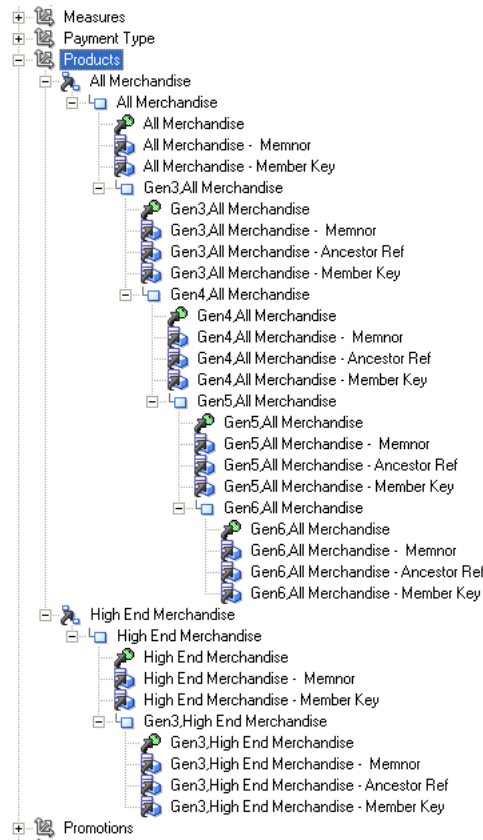 Measures
Payment Type
Products
All Merchandise
All Merchandise
All Merchandise
All Merchandise -  Memnor
All Merchandise - Member Key
Gen3,All Merchandise
Gen3,All Merchandise
Gen3,All Merchandise -  Memnor
Gen3,All Merchandise - Ancestor Ref
Gen3,All Merchandise - Member Key
Gen4,All Merchandise
Gen4,All Merchandise
Gen4,All Merchandise -  Memnor
Gen4,All Merchandise - Ancestor Ref
Gen4,All Merchandise - Member Key
Gen5,All Merchandise
Gen5,All Merchandise
Gen5,All Merchandise -  Memnor
Gen5,All Merchandise - Ancestor Ref
Gen5,All Merchandise - Member Key
Gen6,All Merchandise
Gen6,All Merchandise
Gen6,All Merchandise -  Memnor
Gen6,All Merchandise - Ancestor Ref
Gen6,All Merchandise - Member Key
High End Merchandise
High End Merchandise
High End Merchandise
High End Merchandise -  Memnor
High End Merchandise - Member Key
Gen3,High End Merchandise
Gen3,High End Merchandise
Gen3,High End Merchandise -  Memnor
Gen3,High End Merchandise - Ancestor Ref
Gen3,High End Merchandise - Member Key
Promotions